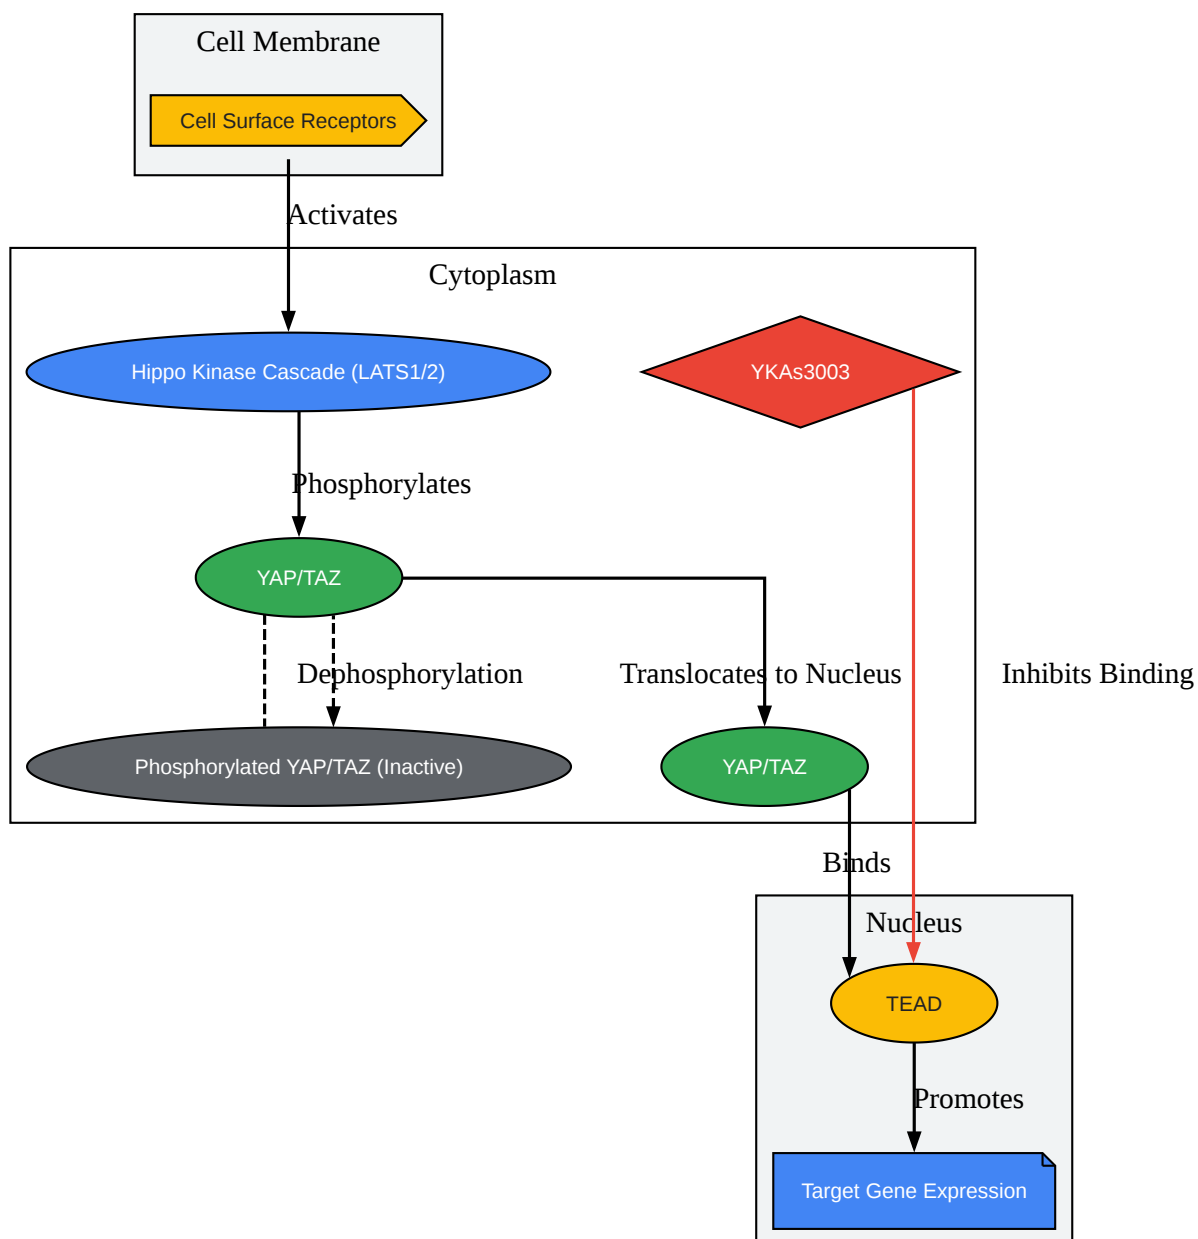 Cell Membrane
Cell Surface Receptors
Activates
Cytoplasm
Hippo Kinase Cascade (LATS1/2)
YKAs3003
Phosphorylates
YAP/TAZ
Dephosphorylation
Translocates to Nucleus
Inhibits Binding
Phosphorylated YAP/TAZ (Inactive)
YAP/TAZ
Binds
Nucleus
TEAD
Promotes
Target Gene Expression